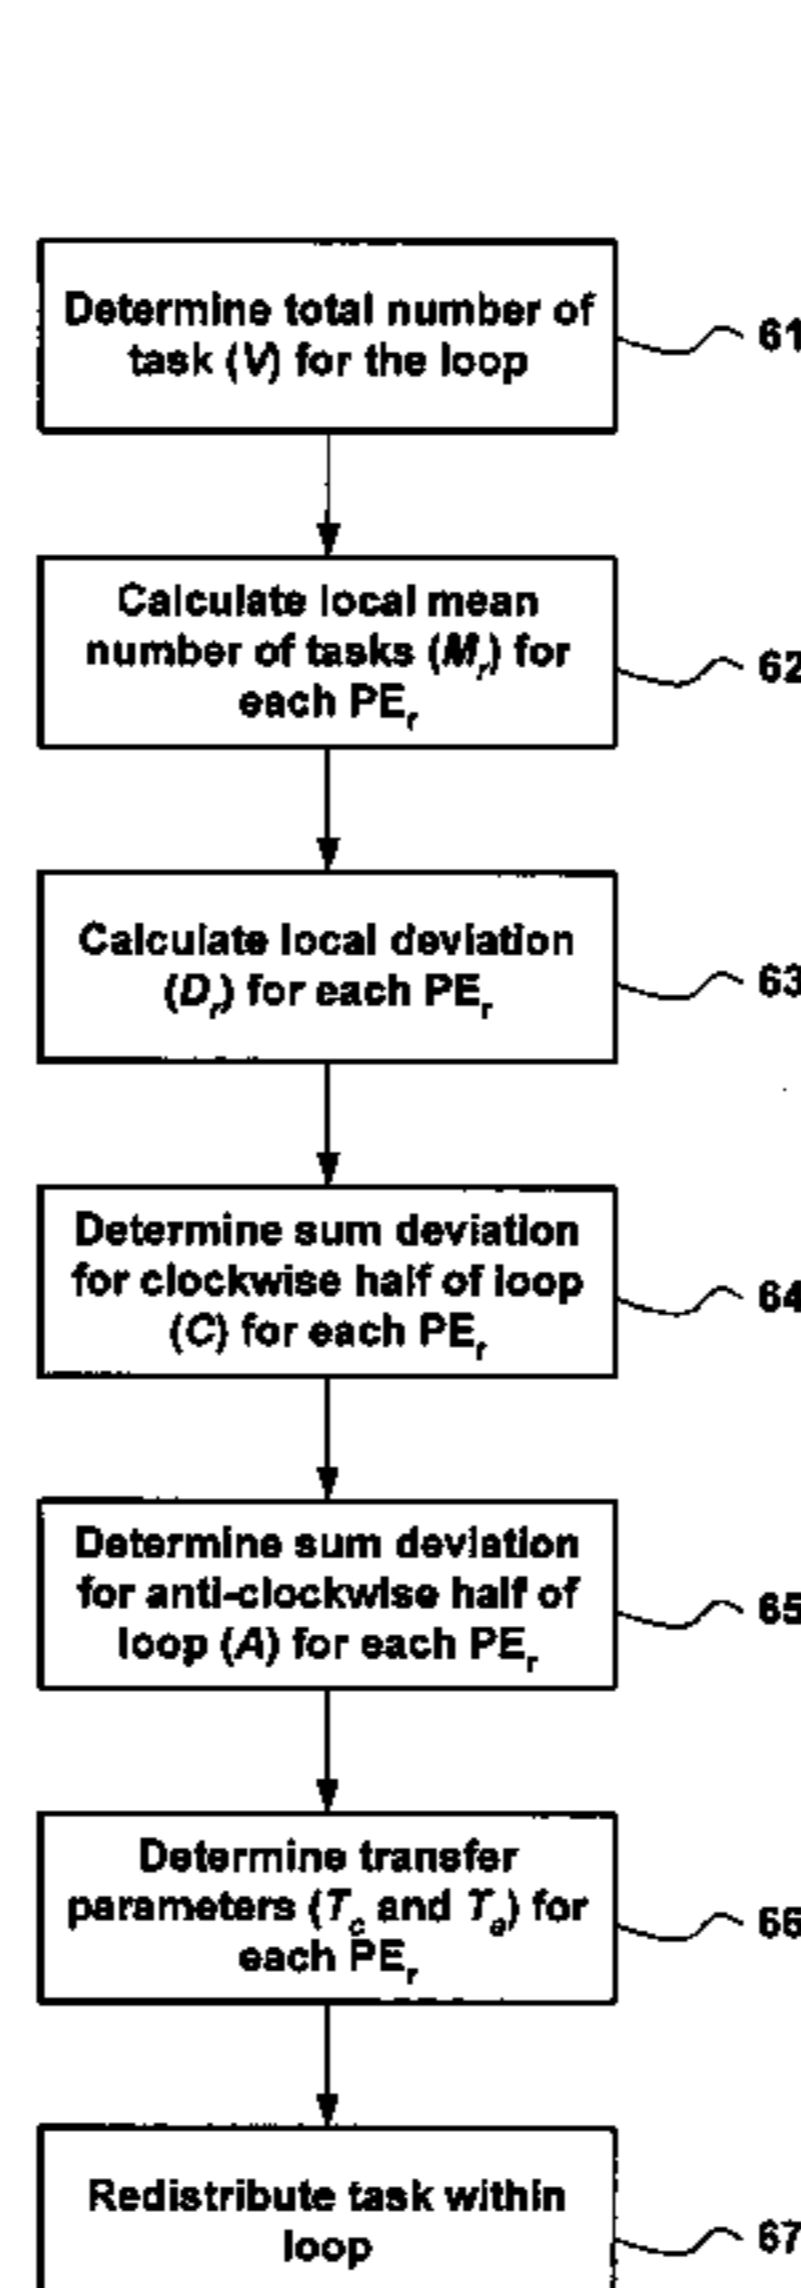 Determine total number of
task (V) for the loop
61
Calculate local mean
number of tasks (Mr) for
each PEr
62
Calculate local deviation
(Dr) for each PEr
63
Determine sum deviation
for clockwise half of loop
(C) for each PEr
64
Determine sum deviation
for anti-clockwise half of
loop (A) for each PEr
65
Determine transfer
parameters (Tc and Ta) for
each PEr
66
Redistribute task within
loop
67